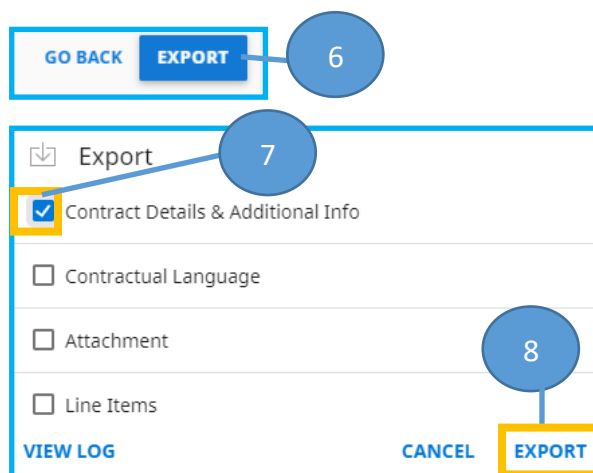 GO BACK EXPORT 6
Export 7
Contract Details & Additional Info
Contractual Language
Attachment
8
Line Items
VIEW LOG CANCEL EXPORT